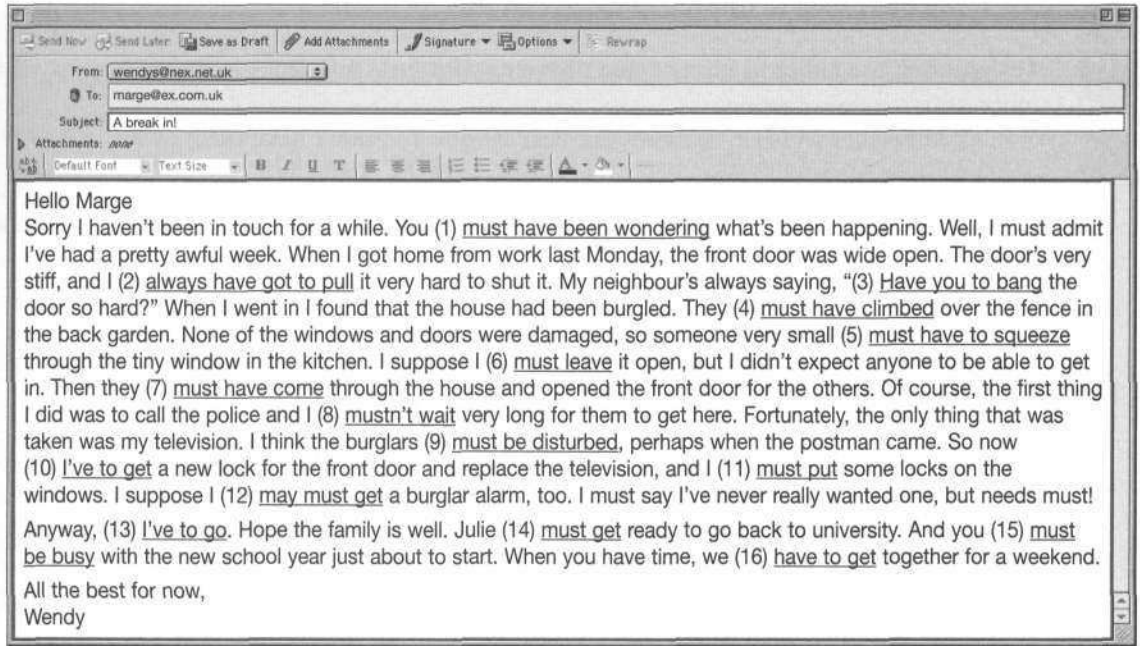 Send Now Send Later Save as Draft Add Attachments Signature Options Rewrap
From: wendys@nex.net.uk
To: marge@ex.com.uk
Subject: A break in!
Attachments: none
Default Font Text Size B I U T A
Hello Marge
Sorry I haven't been in touch for a while. You (1) must have been wondering what's been happening. Well, I must admit
I've had a pretty awful week. When I got home from work last Monday, the front door was wide open. The door's very
stiff, and I (2) always have got to pull it very hard to shut it. My neighbour's always saying, “(3) Have you to bang the
door so hard?” When I went in I found that the house had been burgled. They (4) must have climbed over the fence in
the back garden. None of the windows and doors were damaged, so someone very small (5) must have to squeeze
through the tiny window in the kitchen. I suppose I (6) must leave it open, but I didn't expect anyone to be able to get
in. Then they (7) must have come through the house and opened the front door for the others. Of course, the first thing
I did was to call the police and I (8) mustn't wait very long for them to get here. Fortunately, the only thing that was
taken was my television. I think the burglars (9) must be disturbed, perhaps when the postman came. So now
(10) I've to get a new lock for the front door and replace the television, and I (11) must put some locks on the
windows. I suppose I (12) may must get a burglar alarm, too. I must say I've never really wanted one, but needs must!
Anyway, (13) I've to go. Hope the family is well. Julie (14) must get ready to go back to university. And you (15) must
be busy with the new school year just about to start. When you have time, we (16) have to get together for a weekend.
All the best for now,
Wendy